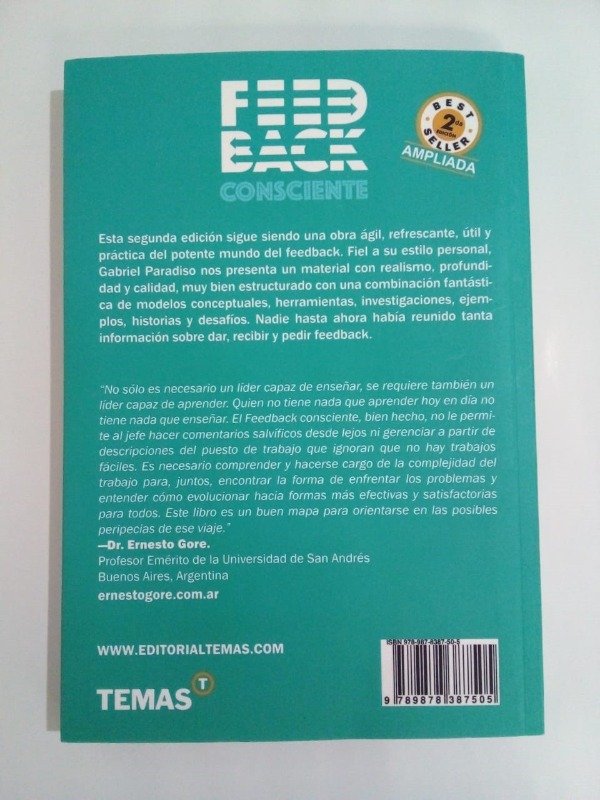 FEED
BACK
CONSCIENTE
BEST
SELLER
2da
EDICIÓN
AMPLIADA
Esta segunda edición sigue siendo una obra ágil, refrescante, útil y
práctica del potente mundo del feedback. Fiel a su estilo personal,
Gabriel Paradiso nos presenta un material con realismo, profundi-
dad y calidad, muy bien estructurado con una combinación fantásti-
ca de modelos conceptuales, herramientas, investigaciones, ejem-
plos, historias y desafíos. Nadie hasta ahora había reunido tanta
información sobre dar, recibir y pedir feedback.
“No sólo es necesario un líder capaz de enseñar, se requiere también un
líder capaz de aprender. Quien no tiene nada que aprender hoy en día no
tiene nada que enseñar. El Feedback consciente, bien hecho, no le permi-
te al jefe hacer comentarios salvíficos desde lejos ni gerenciar a partir de
descripciones del puesto de trabajo que ignoran que no hay trabajos
fáciles. Es necesario comprender y hacerse cargo de la complejidad del
trabajo para, juntos, encontrar la forma de enfrentar los problemas y
entender cómo evolucionar hacía formas más efectivas y satisfactorias
para todos. Este libro es un buen mapa para orientarse en las posibles
peripecias de ese viaje.”
—Dr. Ernesto Gore.
Profesor Emérito de la Universidad de San Andrés
Buenos Aires, Argentina
ernestogore.com.ar
WWW.EDITORIALTEMAS.COM
TEMAS T
ISBN 978-987-8387-50-5
9 789878 387505